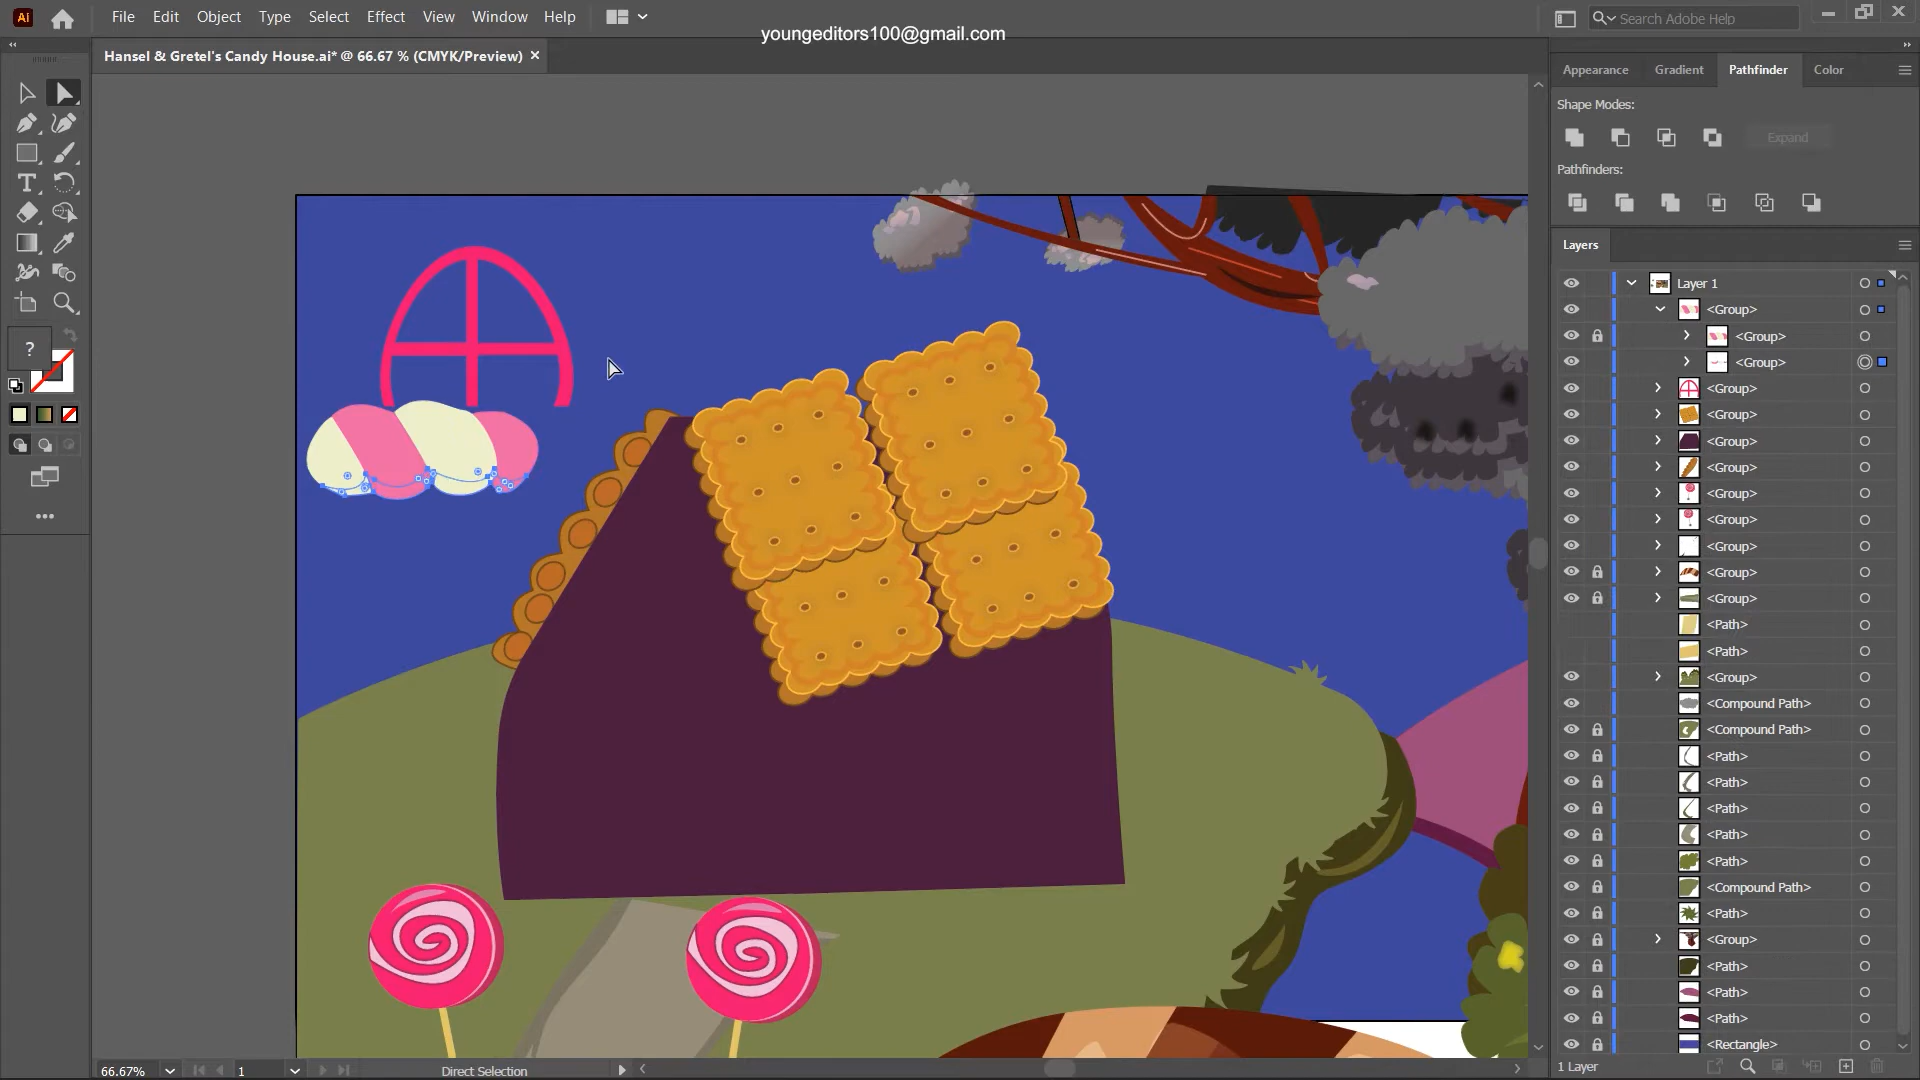 Ai File Edit Object Type Select Effect View Window Help
Search Adobe Help
youngeditors100@gmail.com
Hansel & Gretel's Candy House.ai* @ 66.67 % (CMYK/Preview) ×
Appearance Gradient Pathfinder Color
Shape Modes:
Expand
Pathfinders:
Layers
Layer 1
<Group>
<Group>
<Group>
<Group>
<Group>
<Group>
<Group>
<Group>
<Group>
<Group>
<Group>
<Group>
<Path>
<Path>
<Group>
<Compound Path>
<Compound Path>
<Path>
<Path>
<Path>
<Path>
<Path>
<Compound Path>
<Path>
<Group>
<Path>
<Path>
<Path>
<Rectangle>
1 Layer
T
?
66.67% 1 Direct Selection